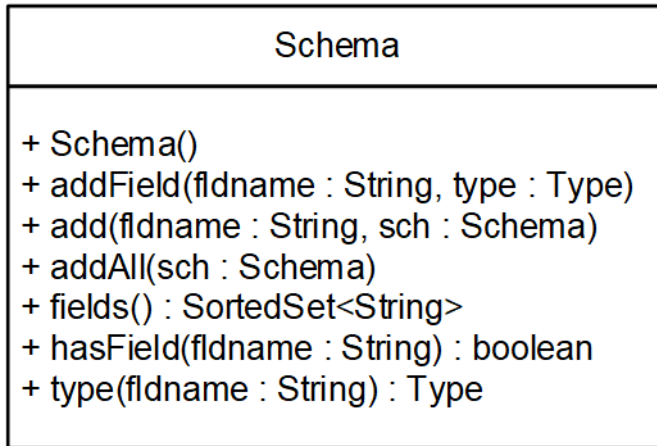 Schema
+ Schema()
+ addField(fldname : String, type : Type)
+ add(fldname : String, sch : Schema)
+ addAll(sch : Schema)
+ fields() : SortedSet<String>
+ hasField(fldname : String) : boolean
+ type(fldname : String) : Type